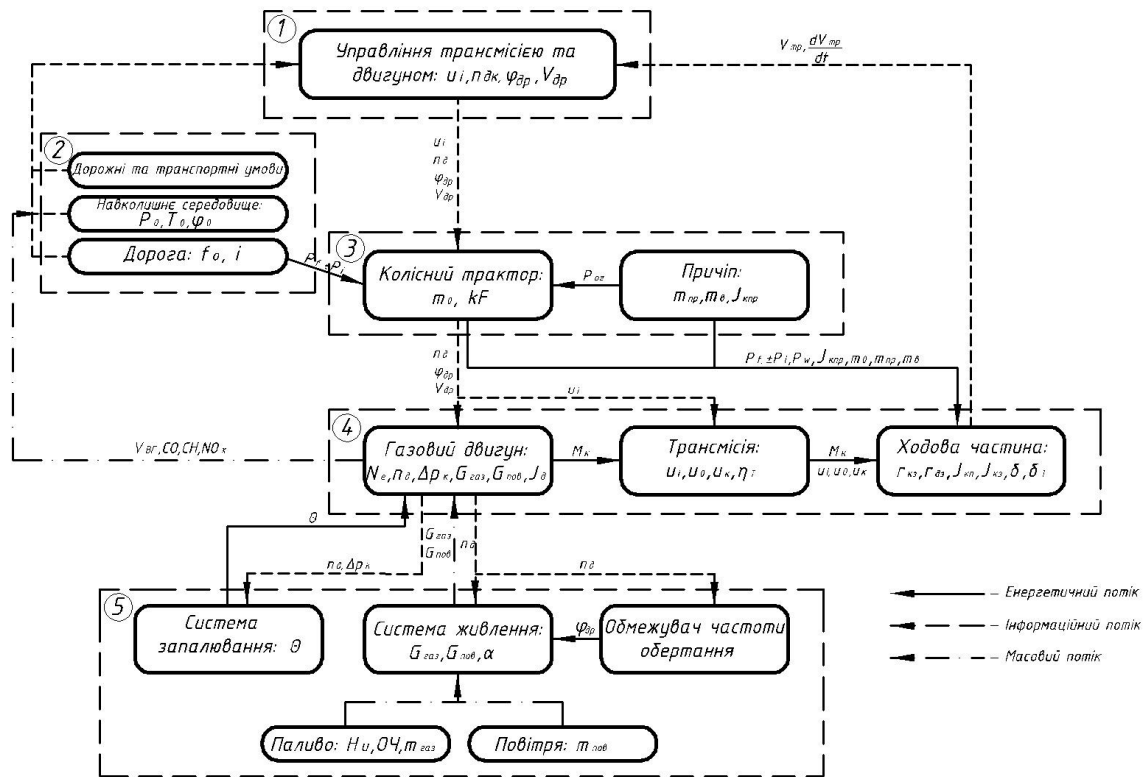 1
Управління трансмісією та
двигуном: uі, nдк, φдр, Vдр
Vтр, dVтр
dt
2
Дорожні та транспортні умови
Навколишнє середовище:
P₀, T₀, φ₀
Дорога: f₀, i
uі
nд
φдр
Vдр
Pf ±Pі
3
Колісний трактор:
m₀, kF
Pог
Причіп:
mпр, mв, Jкпр
nд
φдр
Vдр
uі
Pf, ±Pі, Pw, Jкпр, m₀, mпр, mв
Vвг, CO, CH, NOx
4
Газовий двигун:
Nе, nд, Δpк, Gгаз, Gпов, Jд
Mк
Трансмісія:
uі, u₀, uк, ηТ
Mк
uі, u₀, uк
Ходова частина:
rкз, rдз, Jкп, Jкз, δ, δі
Θ
nд, Δpк
Gгаз
Gпов
nд
nд
5
Система
запалювання: Θ
Система живлення:
Gгаз, Gпов, α
φдр
Обмежувач частоти
обертання
Паливо: Hu, ОЧ, mгаз
Повітря: mпов
– Енергетичний потік
– Інформаційний потік
– Масовий потік